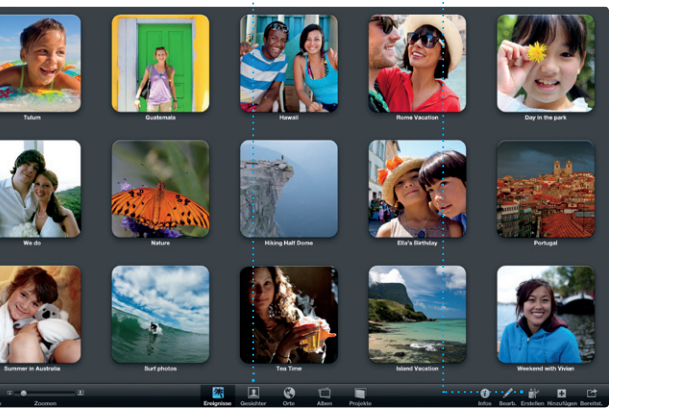 Tulum
Guatemala
Hawaii
Rome Vacation
Day in the park
We do
Nature
Hiking Half Dome
Ella's Birthday
Portugal
Summer in Australia
Surf photos
Tea Time
Island Vacation
Weekend with Vivian
Zoomen
Ereignisse
Gesichter
Orte
Alben
Projekte
Infos
Bearb.
Erstellen
Hinzufügen
Bereitst.